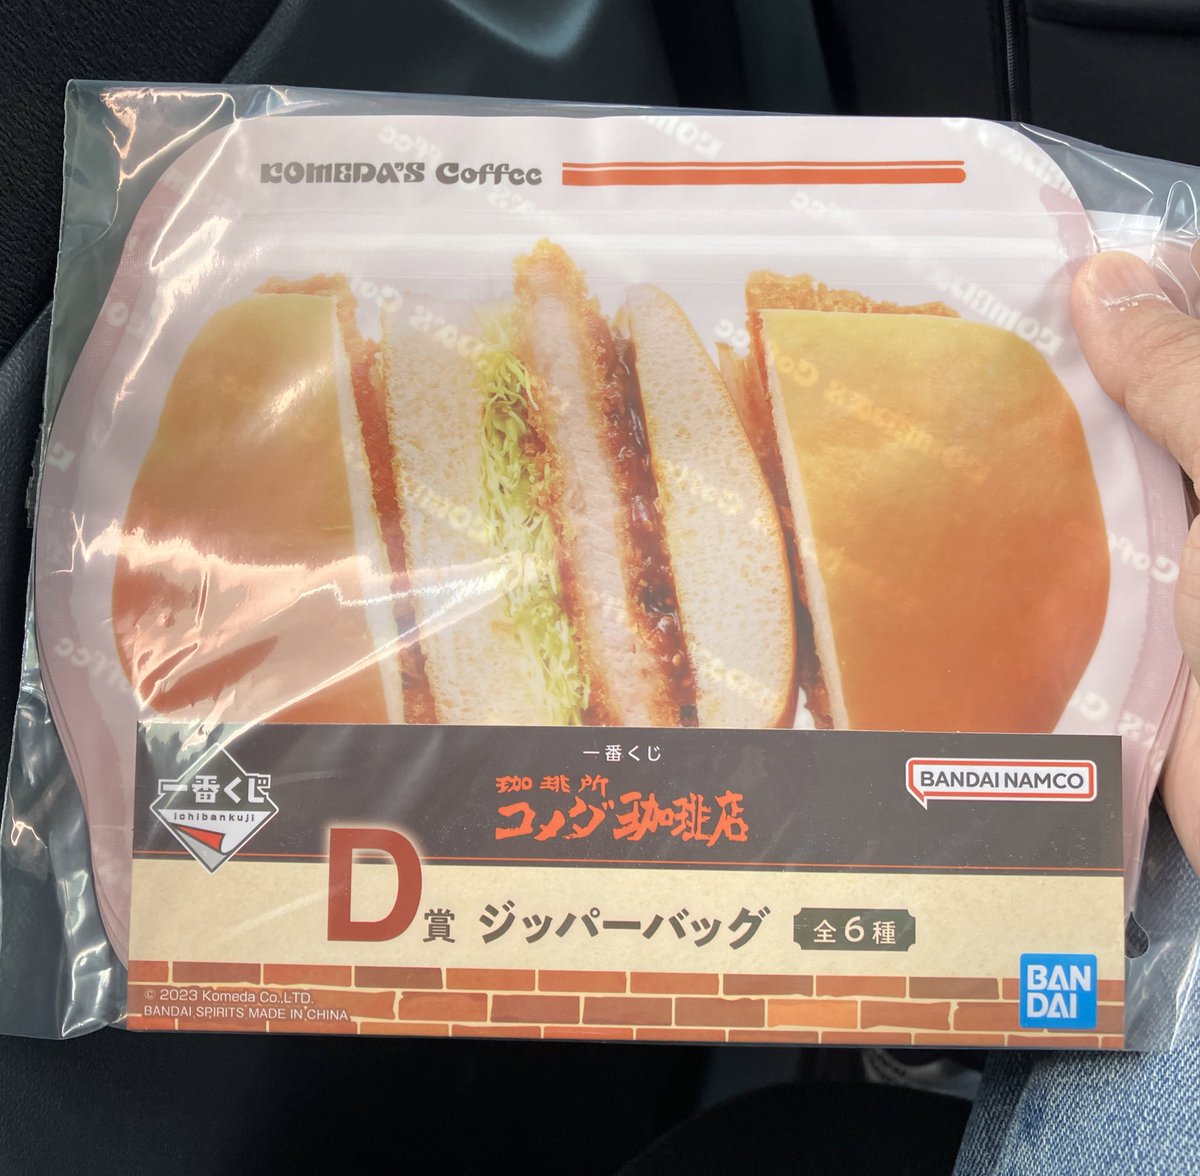 KOMEDA'S Coffee
一番くじ
一番くじ
ichibankuji
珈琲所
コメダ珈琲店
BANDAI NAMCO
D賞 ジッパーバッグ 全6種
© 2023 Komeda Co.,LTD.
BANDAI SPIRITS MADE IN CHINA
BAN
DAI